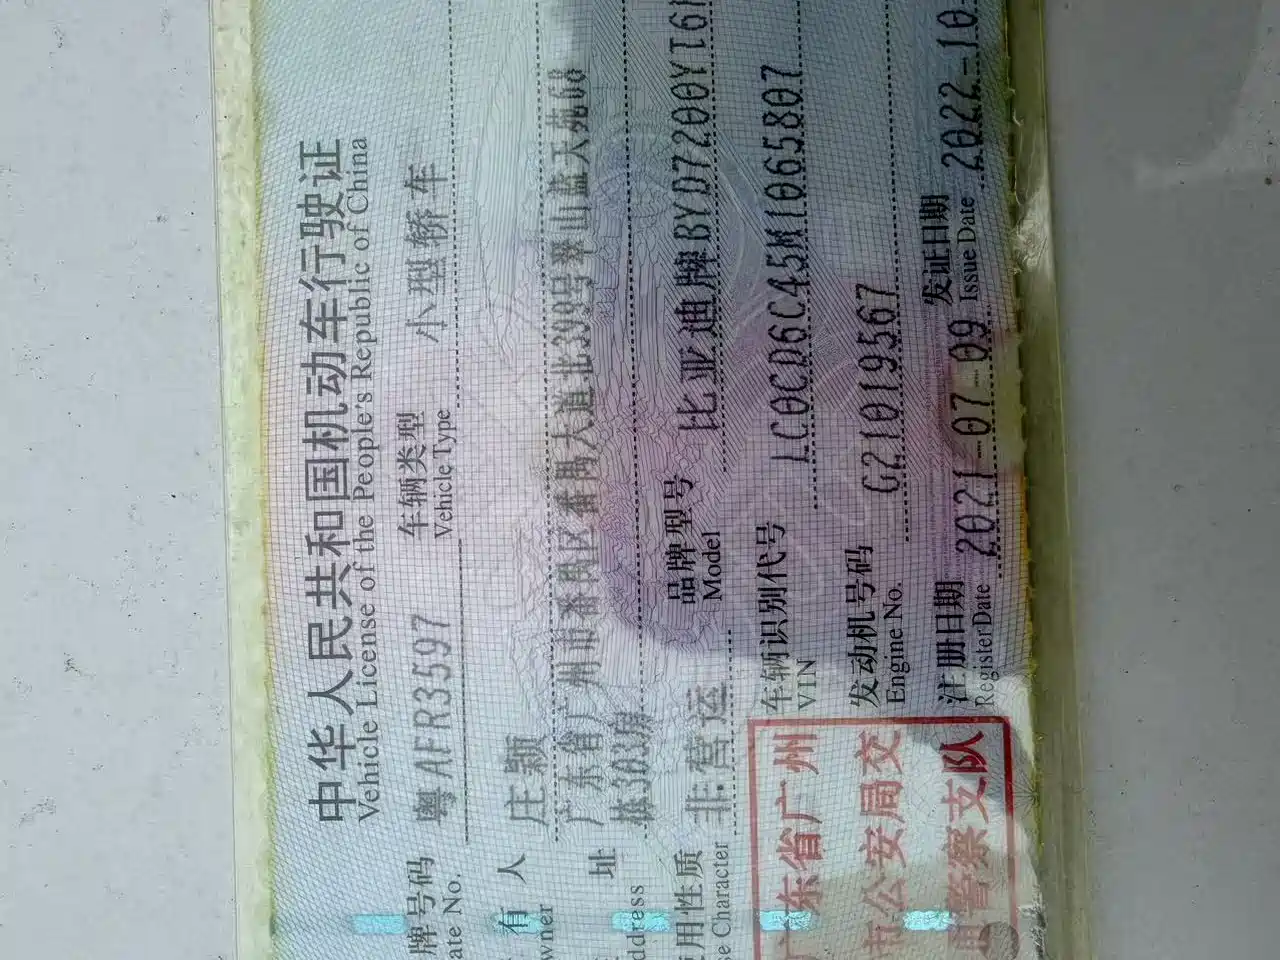 中华人民共和国机动车行驶证
Vehicle License of the People's Republic of China
牌号码 粤AFR3597 车辆类型 小型轿车
ate No. Vehicle Type
有人 庄颢
wner
址 广东省广州市番禺区番禺大道北399号翠山蓝天苑68
ddress 栋303房
用性质 非营运 品牌型号 比亚迪牌BYD7200YT6
se Character Model
车辆识别代号 LC0CD6C45M1065807
VIN
发动机号码 G21019567
Engine No.
注册日期 2021-07-09 发证日期 2022-10
Register Date Issue Date
广东省广州
市公安局交
警察支队